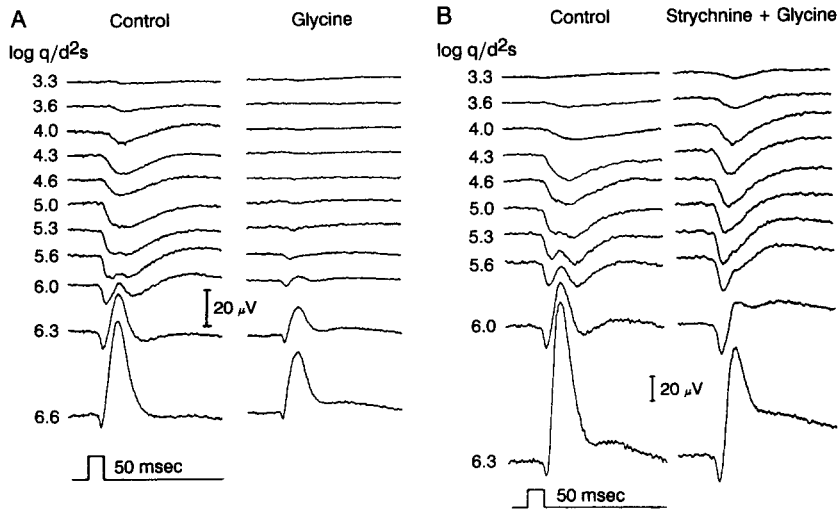 A
Control Glycine
log q/d²s
3.3
3.6
4.0
4.3
4.6
5.0
5.3
5.6
6.0
20 μV
6.3
6.6
50 msec
B
Control Strychnine + Glycine
3.3
3.6
4.0
4.3
4.6
5.0
5.3
5.6
6.0
20 μV
6.3
50 msec